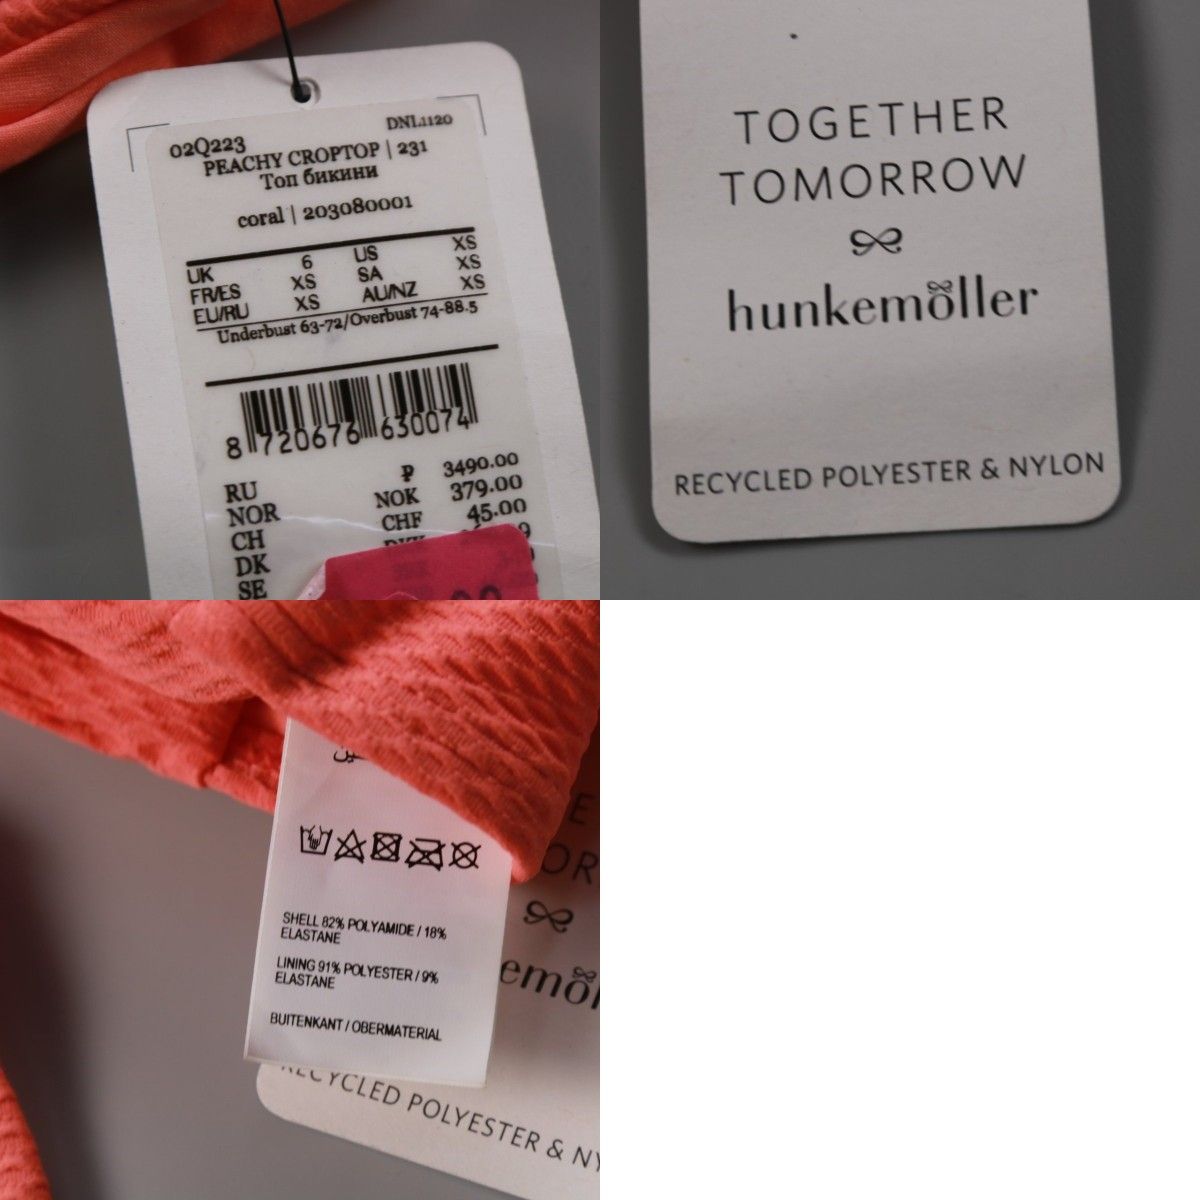 DNL1120
02Q223
PEACHY CROPTOP | 231
Топ бикини
coral | 203080001
UK 6 US XS
FR/ES XS SA XS
EU/RU XS AU/NZ XS
Underbust 63-72/Overbust 74-88.5
8 720676 630074
RU ₽ 3490.00
NOR NOK 379.00
CH CHF 45.00
DK
SE
TOGETHER
TOMORROW
hunkemöller
RECYCLED POLYESTER & NYLON
SHELL 82% POLYAMIDE / 18%
ELASTANE
LINING 91% POLYESTER / 9%
ELASTANE
BUITENKANT / OBERMATERIAL
emöl
RECYCLED POLYESTER & NY